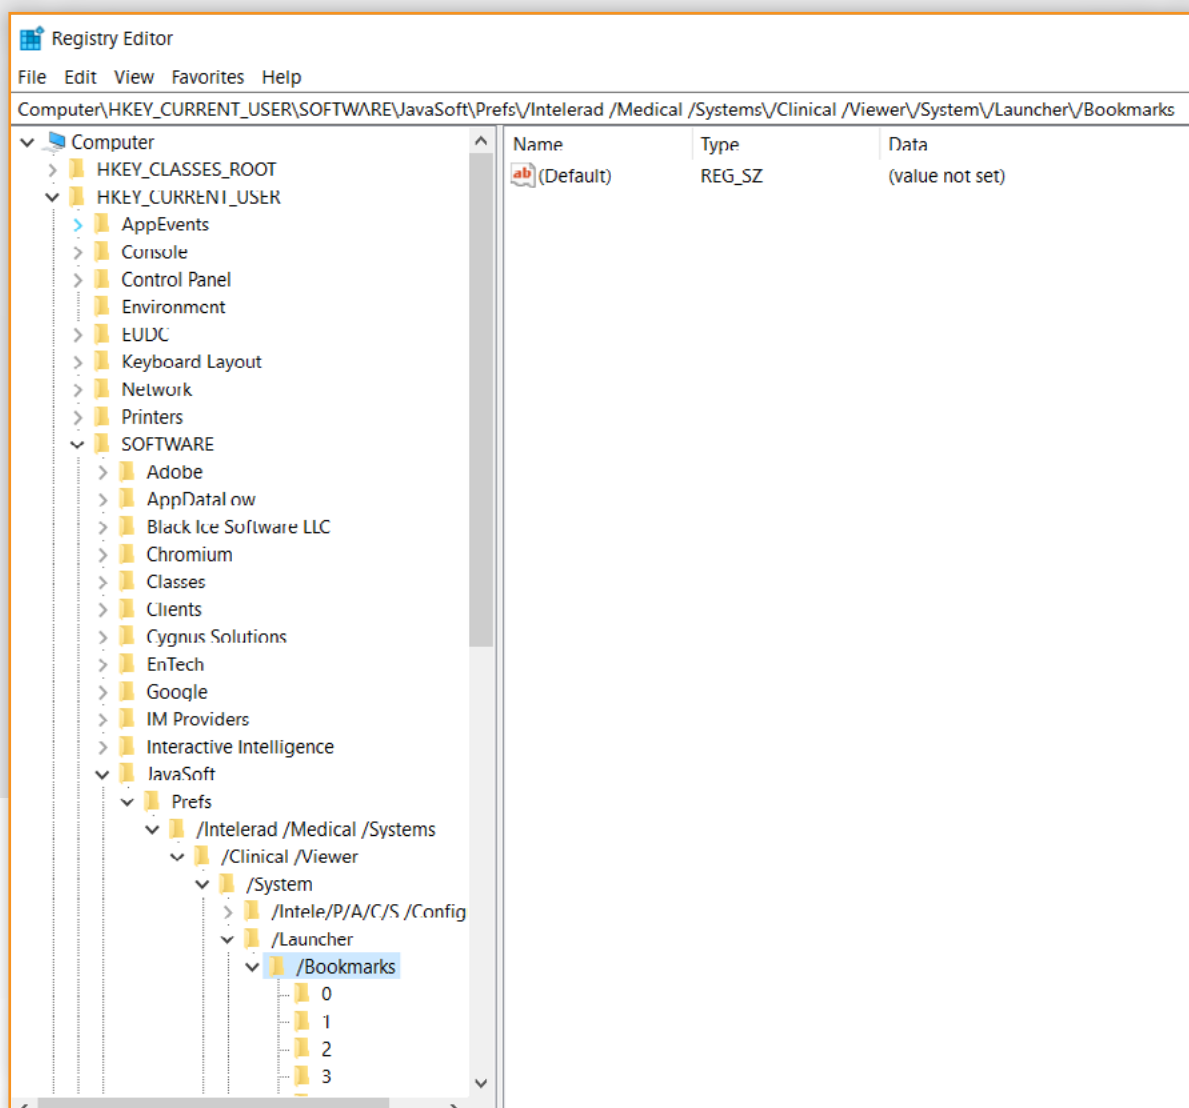 Registry Editor
File Edit View Favorites Help
Computer\HKEY_CURRENT_USER\SOFTWARE\JavaSoft\Prefs\/Intelerad /Medical /Systems\/Clinical /Viewer\/System\/Launcher\/Bookmarks
Computer
HKEY_CLASSES_ROOT
HKEY_CURRENT_USER
AppEvents
Console
Control Panel
Environment
EUDC
Keyboard Layout
Network
Printers
SOFTWARE
Adobe
AppDataLow
Black Ice Software LLC
Chromium
Classes
Clients
Cygnus Solutions
EnTech
Google
IM Providers
Interactive Intelligence
JavaSoft
Prefs
/Intelerad /Medical /Systems
/Clinical /Viewer
/System
/Intele/P/A/C/S /Config
/Launcher
/Bookmarks
0
1
2
3
Name Type Data
(Default) REG_SZ (value not set)